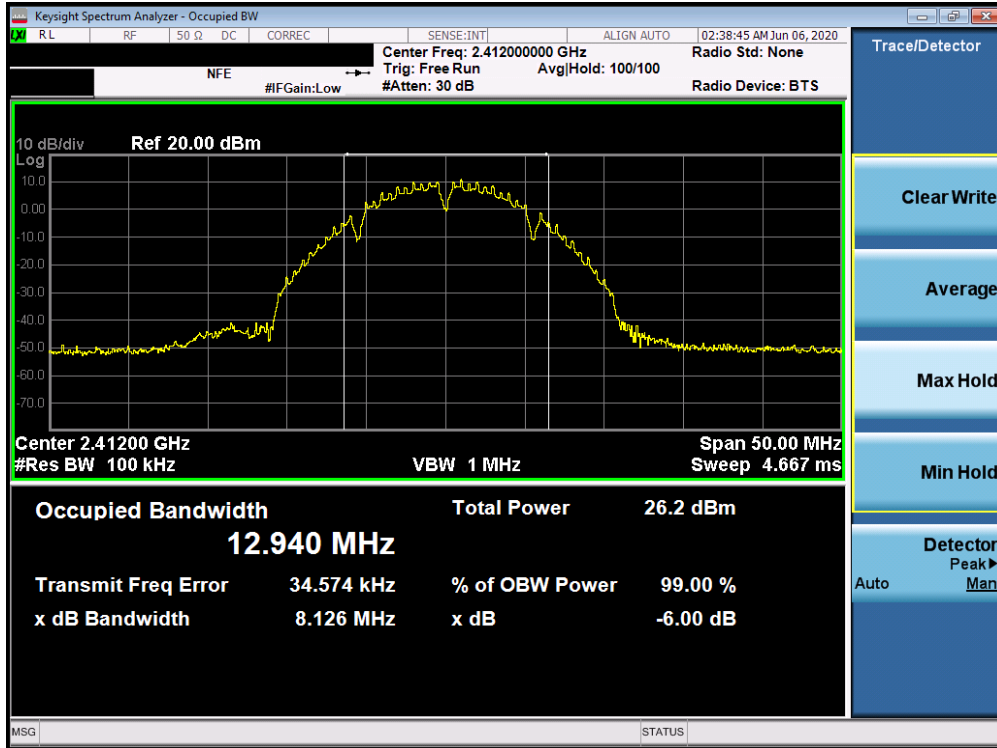 Keysight Spectrum Analyzer - Occupied BW
LXI RL RF 50 Ω DC CORREC SENSE:INT ALIGN AUTO 02:38:45 AM Jun 06, 2020
Center Freq: 2.412000000 GHz Radio Std: None
NFE Trig: Free Run Avg|Hold: 100/100
#IFGain:Low #Atten: 30 dB Radio Device: BTS
10 dB/div Ref 20.00 dBm
Log
10.0
0.00
-10.0
-20.0
-30.0
-40.0
-50.0
-60.0
-70.0
Center 2.41200 GHz Span 50.00 MHz
#Res BW 100 kHz VBW 1 MHz Sweep 4.667 ms
Occupied Bandwidth Total Power 26.2 dBm
12.940 MHz
Transmit Freq Error 34.574 kHz % of OBW Power 99.00 %
x dB Bandwidth 8.126 MHz x dB -6.00 dB
MSG STATUS
Trace/Detector
Clear Write
Average
Max Hold
Min Hold
Detector
Peak▶
Auto Man